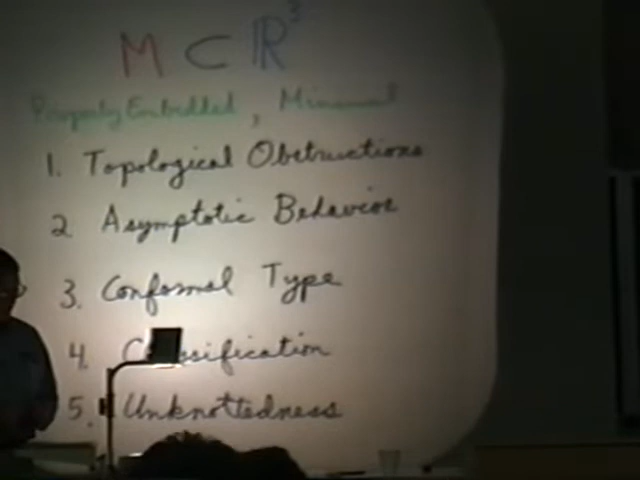 M ⊂ ℝ³
Properly Embedded, Minimal
1. Topological Obstructions
2 Asymptotic Behavior
3. Conformal Type
4. Classification
5. Unknottedness